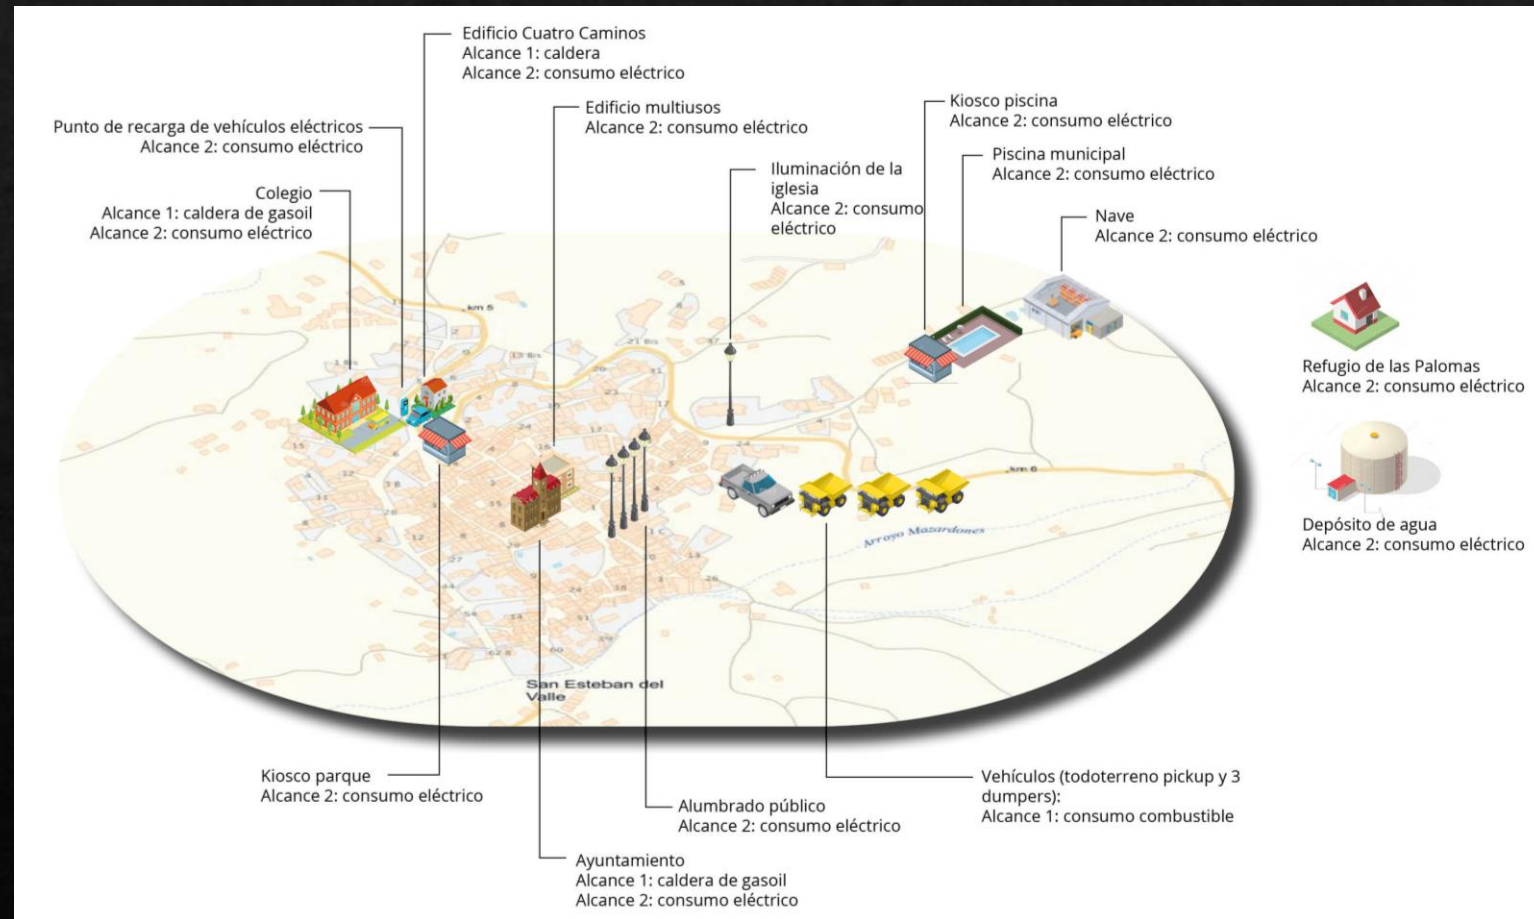 Edificio Cuatro Caminos
Alcance 1: caldera
Alcance 2: consumo eléctrico
Edificio multiusos
Alcance 2: consumo eléctrico
Punto de recarga de vehículos eléctricos
Alcance 2: consumo eléctrico
Colegio
Alcance 1: caldera de gasoil
Alcance 2: consumo eléctrico
Iluminación de la
iglesia
Alcance 2: consumo
eléctrico
Kiosco piscina
Alcance 2: consumo eléctrico
Piscina municipal
Alcance 2: consumo eléctrico
Nave
Alcance 2: consumo eléctrico
Refugio de las Palomas
Alcance 2: consumo eléctrico
Depósito de agua
Alcance 2: consumo eléctrico
km 5
km 6
Arroyo Mazardones
San Esteban del
Valle
Kiosco parque
Alcance 2: consumo eléctrico
Alumbrado público
Alcance 2: consumo eléctrico
Ayuntamiento
Alcance 1: caldera de gasoil
Alcance 2: consumo eléctrico
Vehículos (todoterreno pickup y 3
dumpers):
Alcance 1: consumo combustible